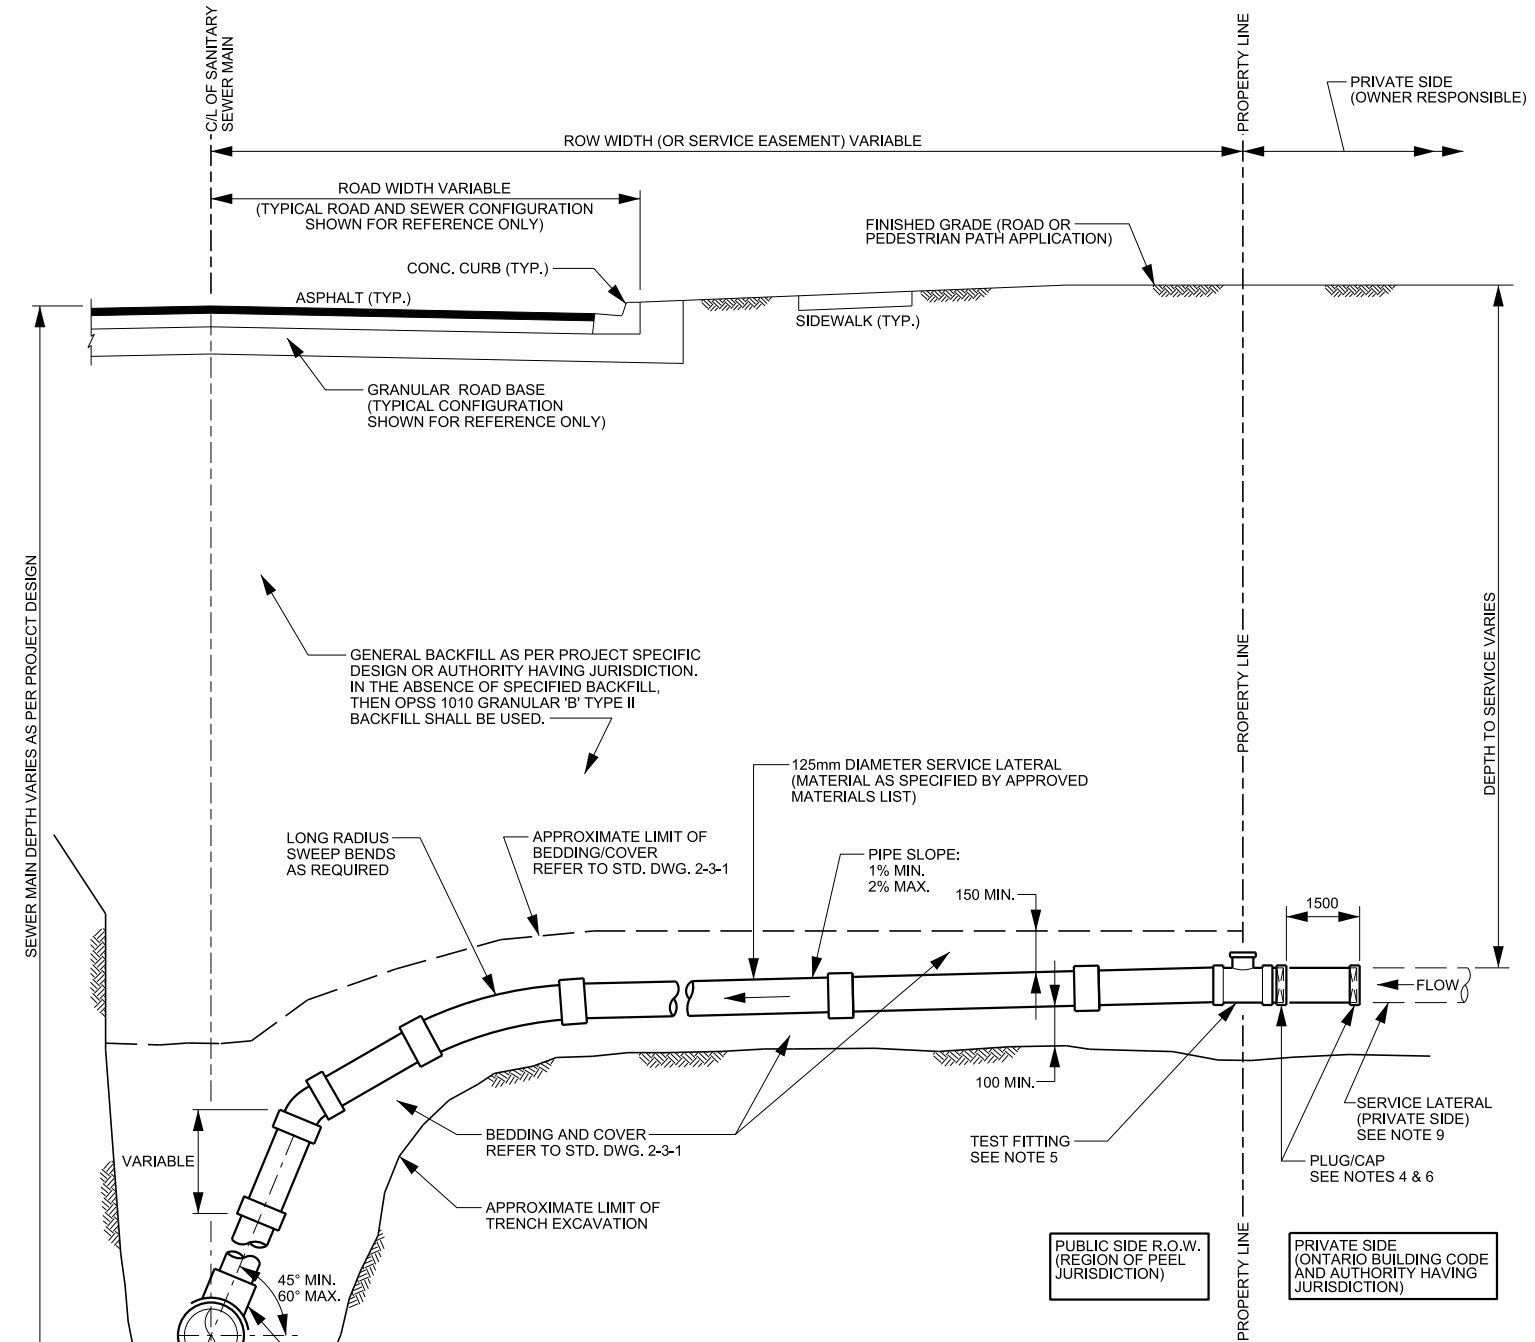 C/L OF SANITARY
SEWER MAIN
PROPERTY LINE
PRIVATE SIDE
(OWNER RESPONSIBLE)
ROW WIDTH (OR SERVICE EASEMENT) VARIABLE
ROAD WIDTH VARIABLE
(TYPICAL ROAD AND SEWER CONFIGURATION
SHOWN FOR REFERENCE ONLY)
FINISHED GRADE (ROAD OR
PEDESTRIAN PATH APPLICATION)
CONC. CURB (TYP.)
ASPHALT (TYP.)
SIDEWALK (TYP.)
GRANULAR ROAD BASE
(TYPICAL CONFIGURATION
SHOWN FOR REFERENCE ONLY)
SEWER MAIN DEPTH VARIES AS PER PROJECT DESIGN
GENERAL BACKFILL AS PER PROJECT SPECIFIC
DESIGN OR AUTHORITY HAVING JURISDICTION.
IN THE ABSENCE OF SPECIFIED BACKFILL,
THEN OPSS 1010 GRANULAR 'B' TYPE II
BACKFILL SHALL BE USED.
PROPERTY LINE
DEPTH TO SERVICE VARIES
125mm DIAMETER SERVICE LATERAL
(MATERIAL AS SPECIFIED BY APPROVED
MATERIALS LIST)
LONG RADIUS
SWEEP BENDS
AS REQUIRED
APPROXIMATE LIMIT OF
BEDDING/COVER
REFER TO STD. DWG. 2-3-1
PIPE SLOPE:
1% MIN.
2% MAX.
150 MIN.
1500
FLOW
100 MIN.
SERVICE LATERAL
(PRIVATE SIDE)
SEE NOTE 9
BEDDING AND COVER
REFER TO STD. DWG. 2-3-1
TEST FITTING
SEE NOTE 5
PLUG/CAP
SEE NOTES 4 & 6
VARIABLE
APPROXIMATE LIMIT OF
TRENCH EXCAVATION
PUBLIC SIDE R.O.W.
(REGION OF PEEL
JURISDICTION)
PROPERTY LINE
PRIVATE SIDE
(ONTARIO BUILDING CODE
AND AUTHORITY HAVING
JURISDICTION)
45° MIN.
60° MAX.